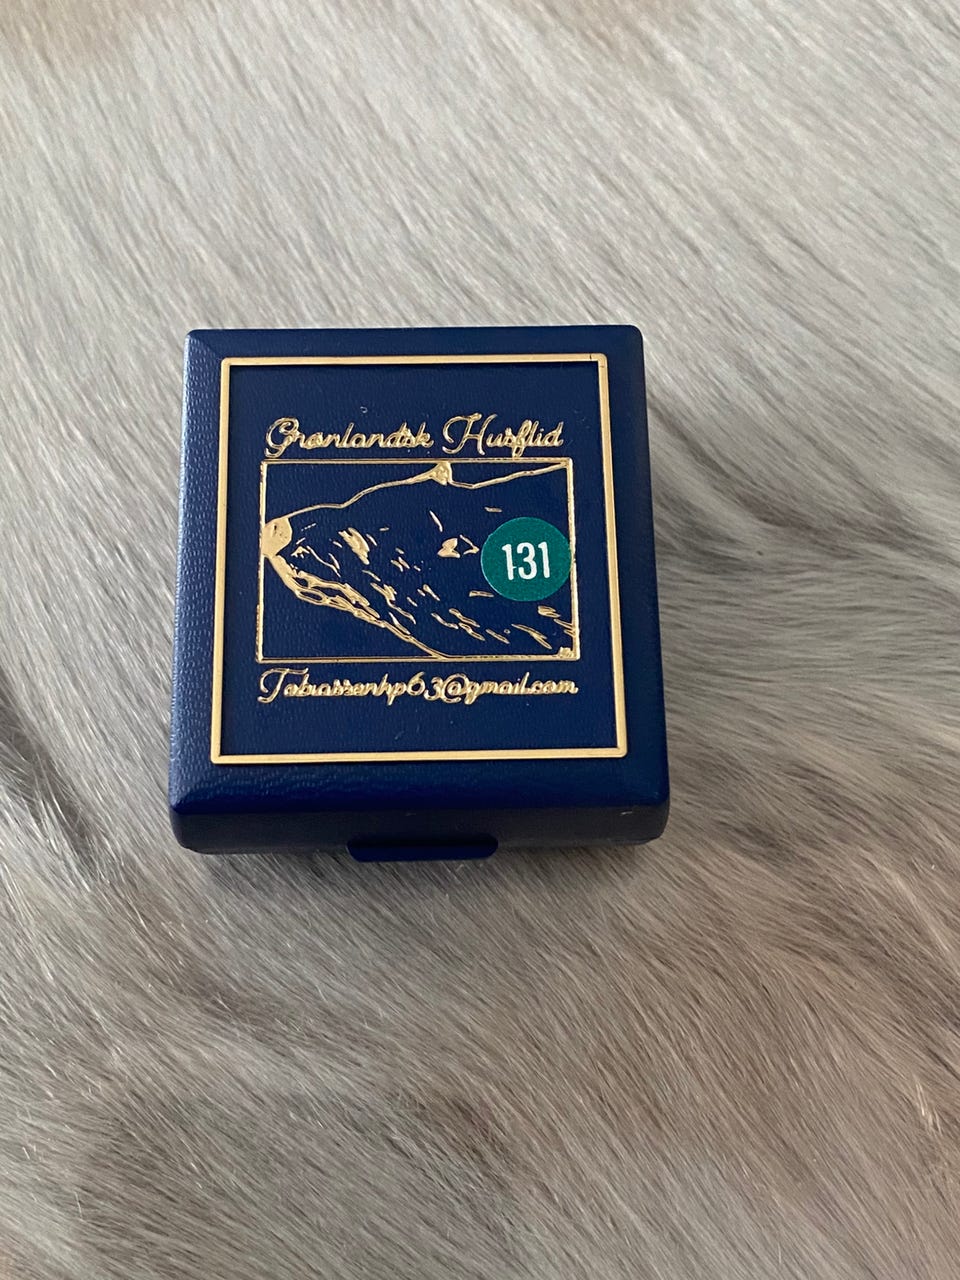 Grønlandsk Husflid
131
Tobiassenhp63@gmail.com